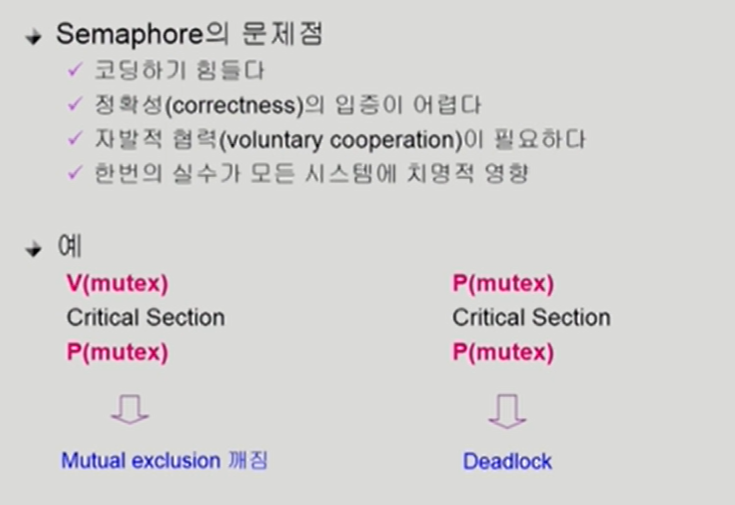 Semaphore의 문제점
코딩하기 힘들다
정확성(correctness)의 입증이 어렵다
자발적 협력(voluntary cooperation)이 필요하다
한번의 실수가 모든 시스템에 치명적 영향
예
V(mutex)
Critical Section
P(mutex)
Mutual exclusion 깨짐
P(mutex)
Critical Section
P(mutex)
Deadlock